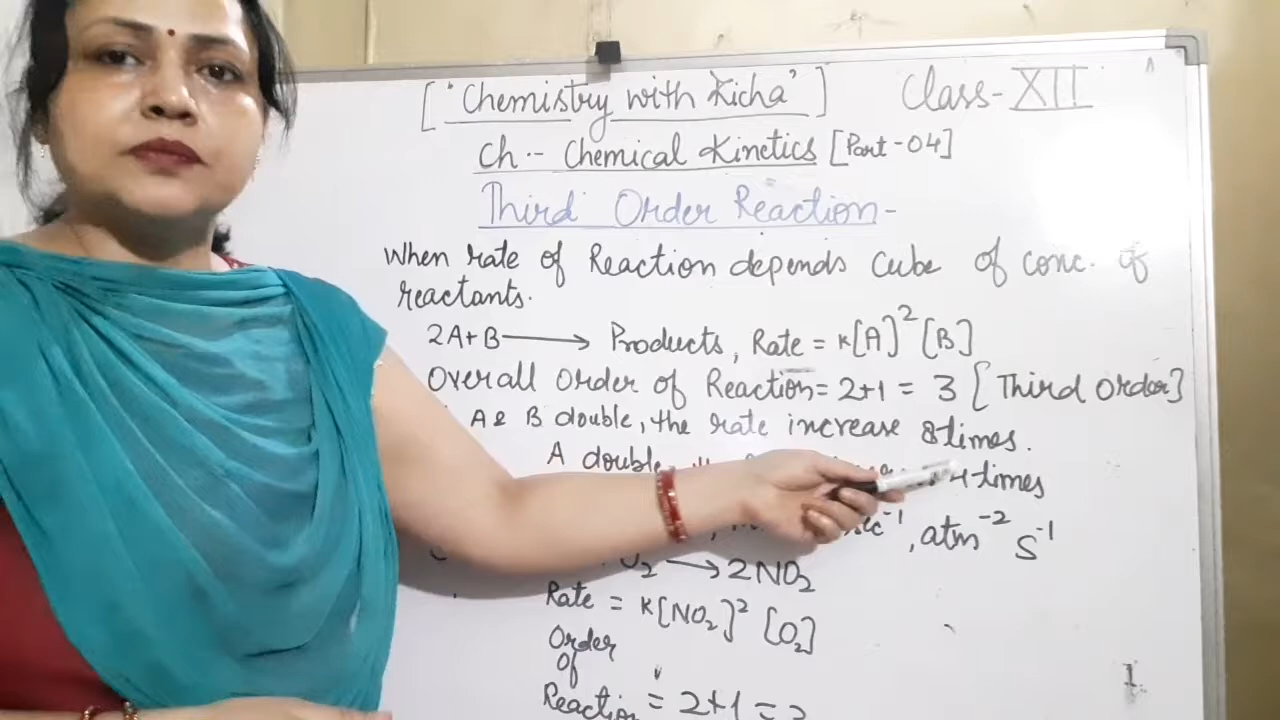 [ 'Chemistry with Richa' ] Class- XII
Ch :- Chemical Kinetics [Part-04]
Third Order Reaction-
When rate of Reaction depends Cube of conc. of
reactants.
2A+B ⟶ Products, Rate = K[A]² [B]
Overall Order of Reaction = 2+1 = 3 [Third Order]
A & B double, the rate increase 8 times.
A double 4 times
sec⁻¹, atm⁻² S⁻¹
O₂ ⟶ 2NO₂
Rate = K[NO₂]² [O₂]
Order
Of
Reaction = 2+1 = 3